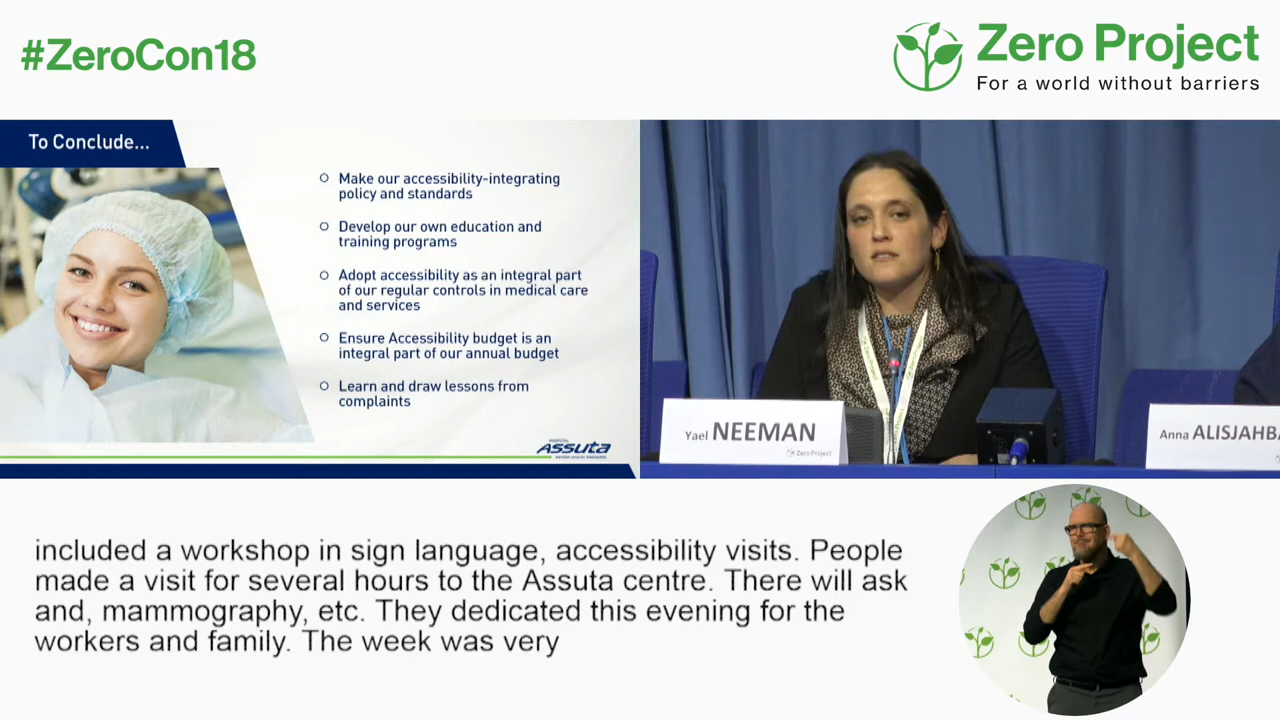 #ZeroCon18
Zero Project
For a world without barriers
To Conclude...
Make our accessibility-integrating
policy and standards
Develop our own education and
training programs
Adopt accessibility as an integral part
of our regular controls in medical care
and services
Ensure Accessibility budget is an
integral part of our annual budget
Learn and draw lessons from
complaints
HOSPITAL
ASSUTA
Yael NEEMAN
Zero Project
Anna ALISJAHBA
included a workshop in sign language, accessibility visits. People
made a visit for several hours to the Assuta centre. There will ask
and, mammography, etc. They dedicated this evening for the
workers and family. The week was very